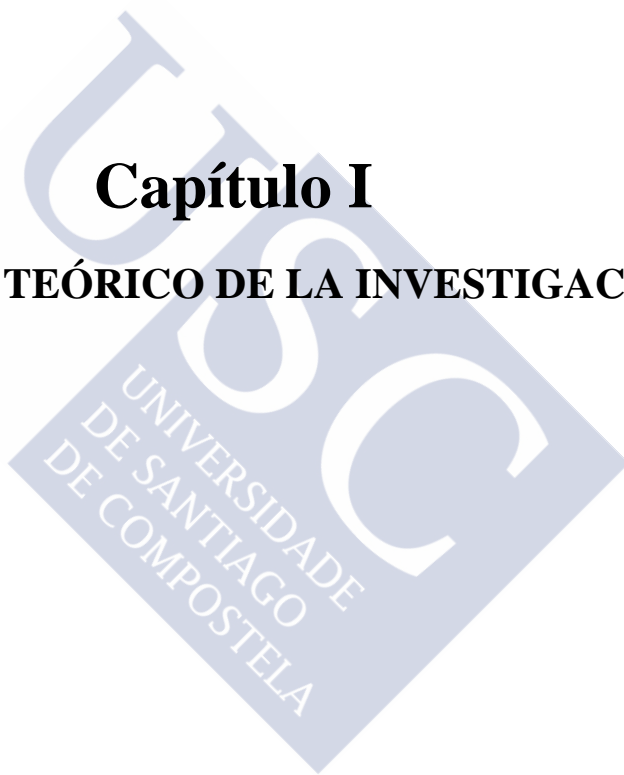 Capítulo I
TEÓRICO DE LA INVESTIGAC
USC
UNIVERSIDADE
DE SANTIAGO
DE COMPOSTELA